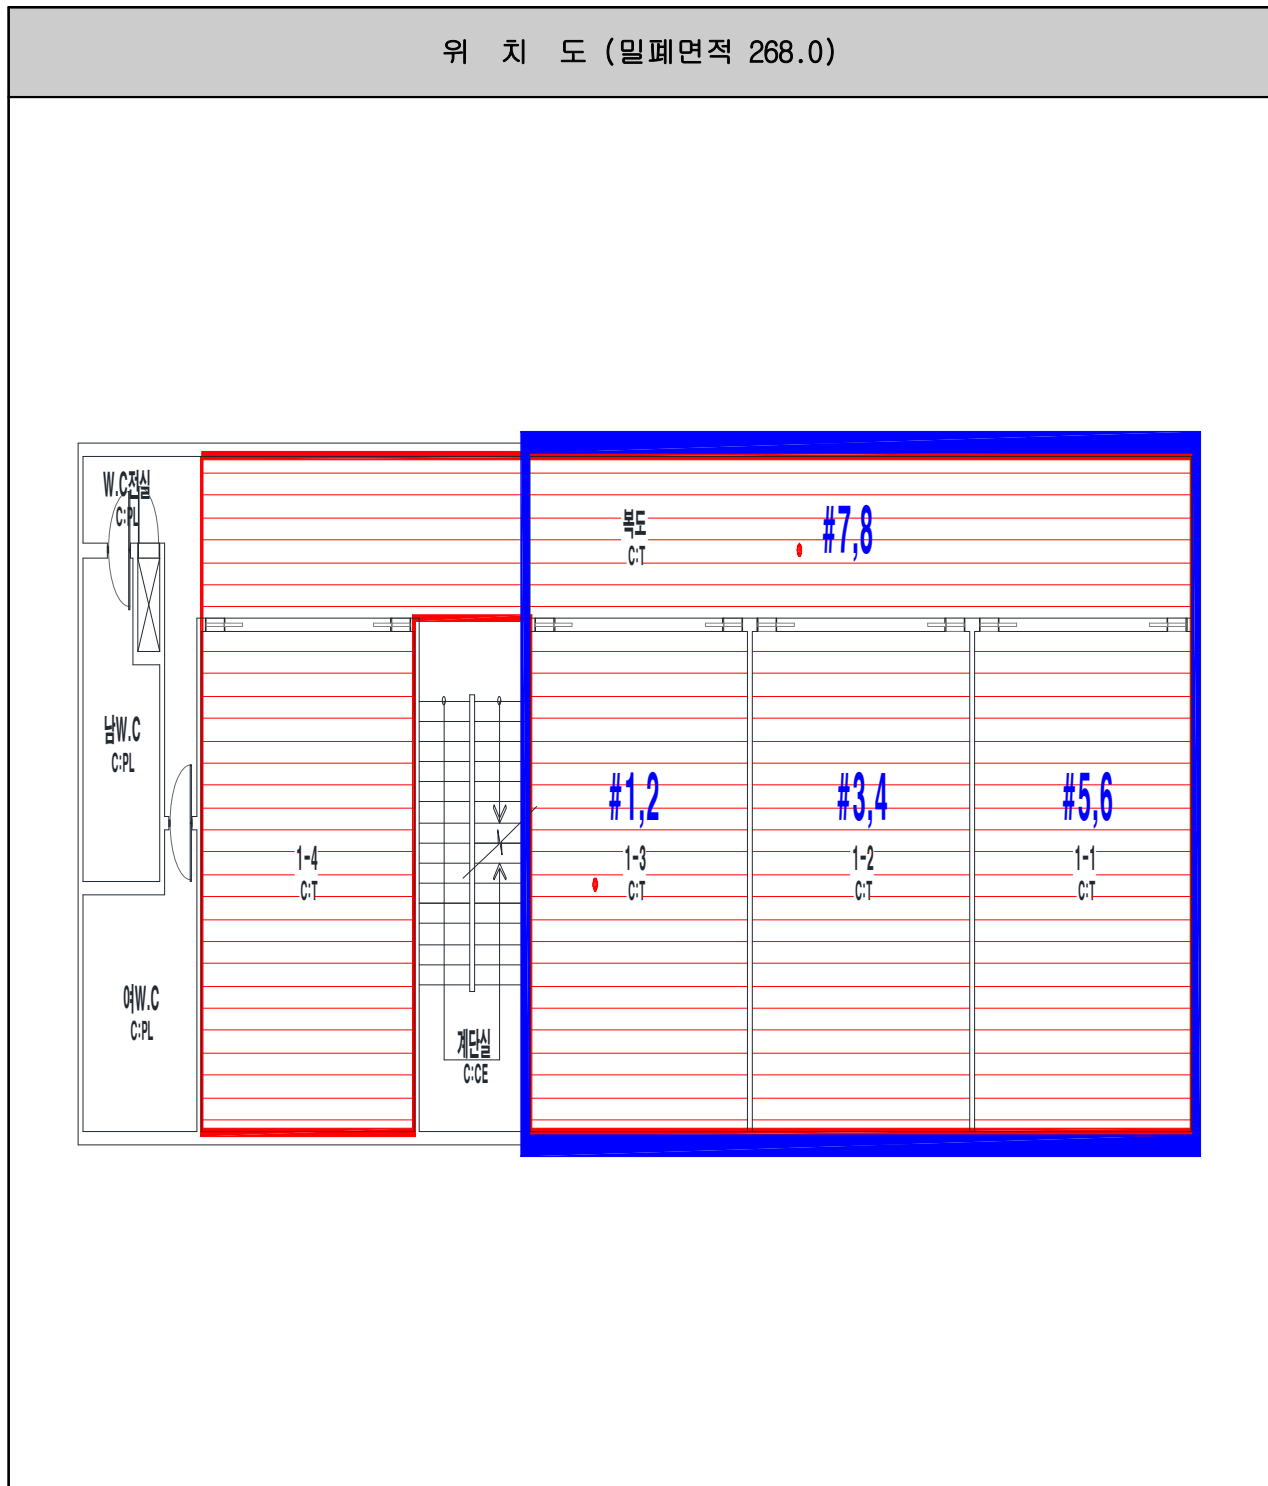 위 치 도 (밀폐면적 268.0)
W.C전실
C:PL
복도
C:T
#7,8
남W.C
C:PL
#1,2
#3,4
#5,6
1-4
C:T
1-3
C:T
1-2
C:T
1-1
C:T
여W.C
C:PL
계단실
C:CE